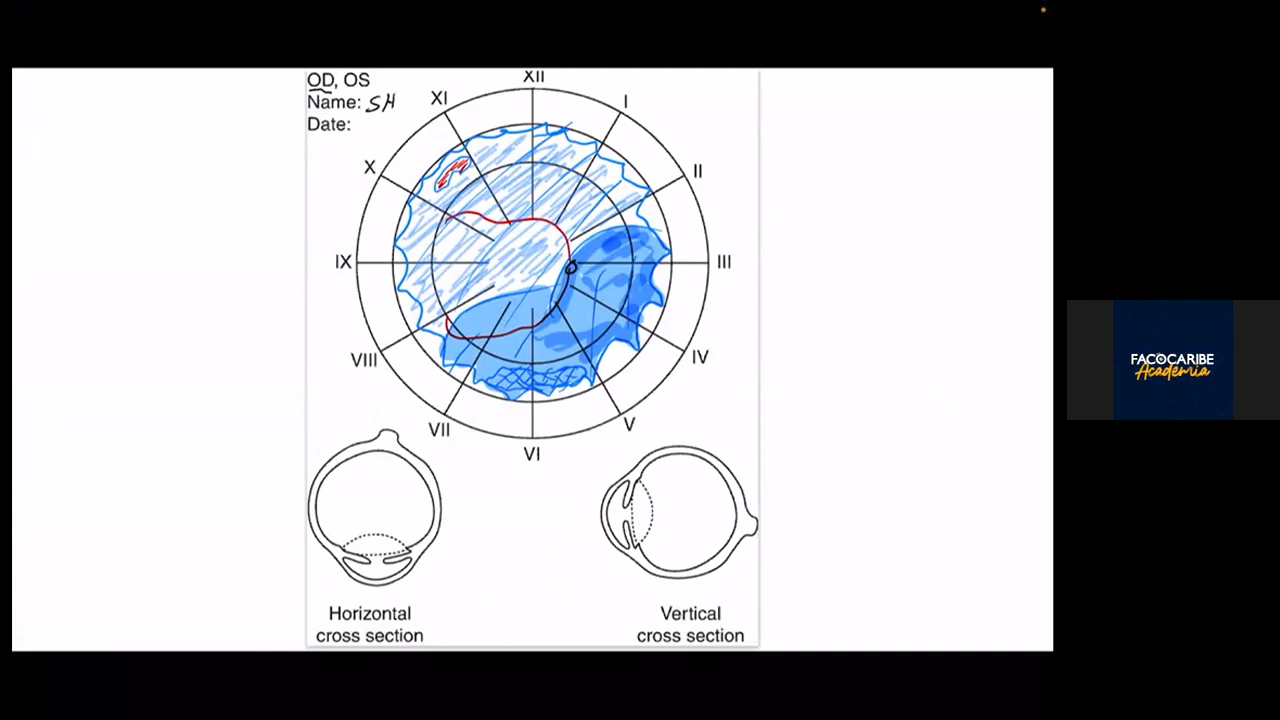 OD, OS
Name: SH
Date:
XII
I
II
III
IV
V
VI
VII
VIII
IX
X
XI
FACOCARIBE
Academia
Horizontal
cross section
Vertical
cross section